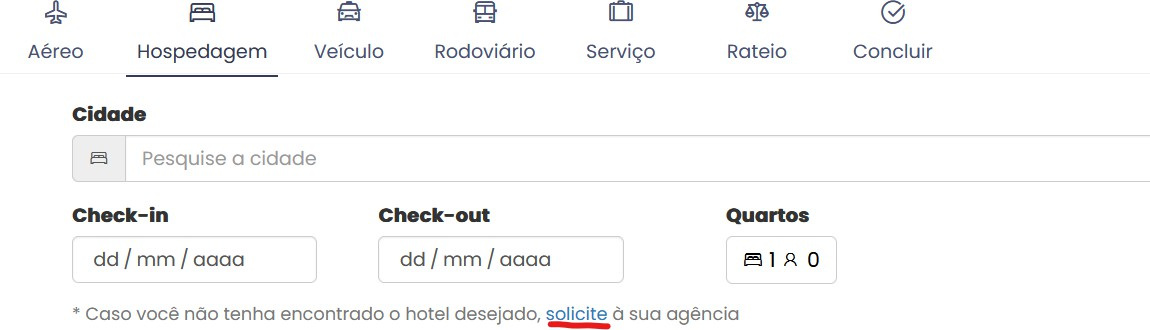 Aéreo Hospedagem Veículo Rodoviário Serviço Rateio Concluir
Cidade
Pesquise a cidade
Check-in Check-out Quartos
dd / mm / aaaa dd / mm / aaaa 1 0
* Caso você não tenha encontrado o hotel desejado, solicite à sua agência